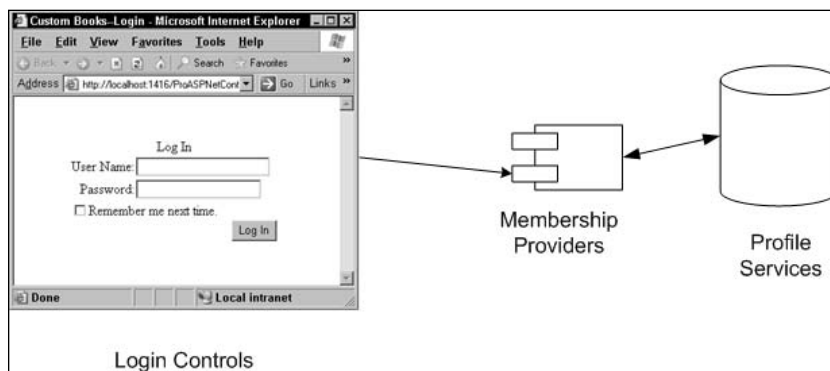 Custom Books--Login - Microsoft Internet Explorer
File Edit View Favorites Tools Help
Back Search Favorites »
Address http://localhost:1416/ProASPNetCont Go Links »
Log In
User Name:
Password:
Remember me next time.
Log In
Done Local intranet
Login Controls
Membership
Providers
Profile
Services